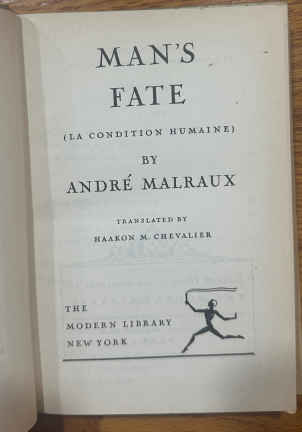 MAN'S
FATE
(LA CONDITION HUMAINE)
BY
ANDRÉ MALRAUX
TRANSLATED BY
HAAKON M. CHEVALIER
THE
MODERN LIBRARY
NEW YORK